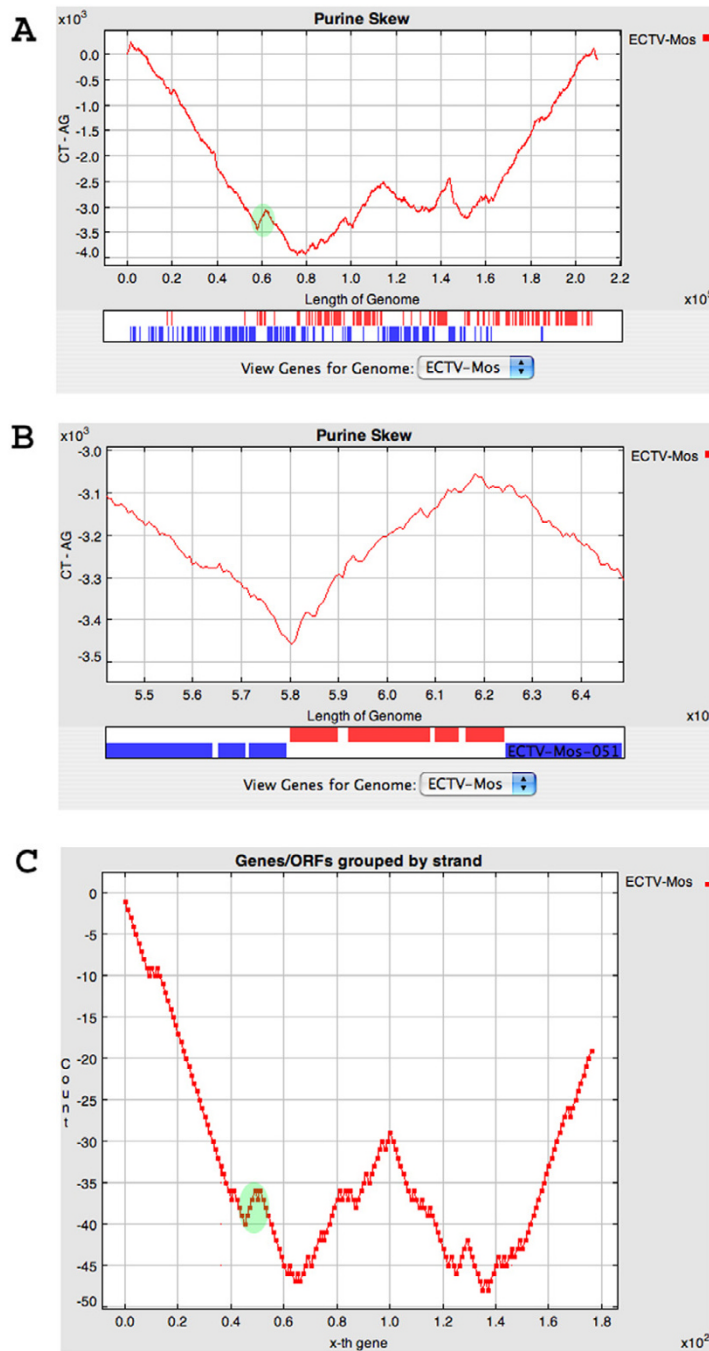 A
Purine Skew
ECTV-Mos
x10³
CT - AG
0.0
-0.5
-1.0
-1.5
-2.0
-2.5
-3.0
-3.5
-4.0
0.0 0.2 0.4 0.6 0.8 1.0 1.2 1.4 1.6 1.8 2.0 2.2
Length of Genome
View Genes for Genome: ECTV-Mos
B
Purine Skew
ECTV-Mos
x10³
CT - AG
-3.0
-3.1
-3.2
-3.3
-3.4
-3.5
5.5 5.6 5.7 5.8 5.9 6.0 6.1 6.2 6.3 6.4
Length of Genome
ECTV-Mos-051
View Genes for Genome: ECTV-Mos
C
Genes/ORFs grouped by strand
ECTV-Mos
Count
0
-5
-10
-15
-20
-25
-30
-35
-40
-45
-50
0.0 0.2 0.4 0.6 0.8 1.0 1.2 1.4 1.6 1.8
x-th gene